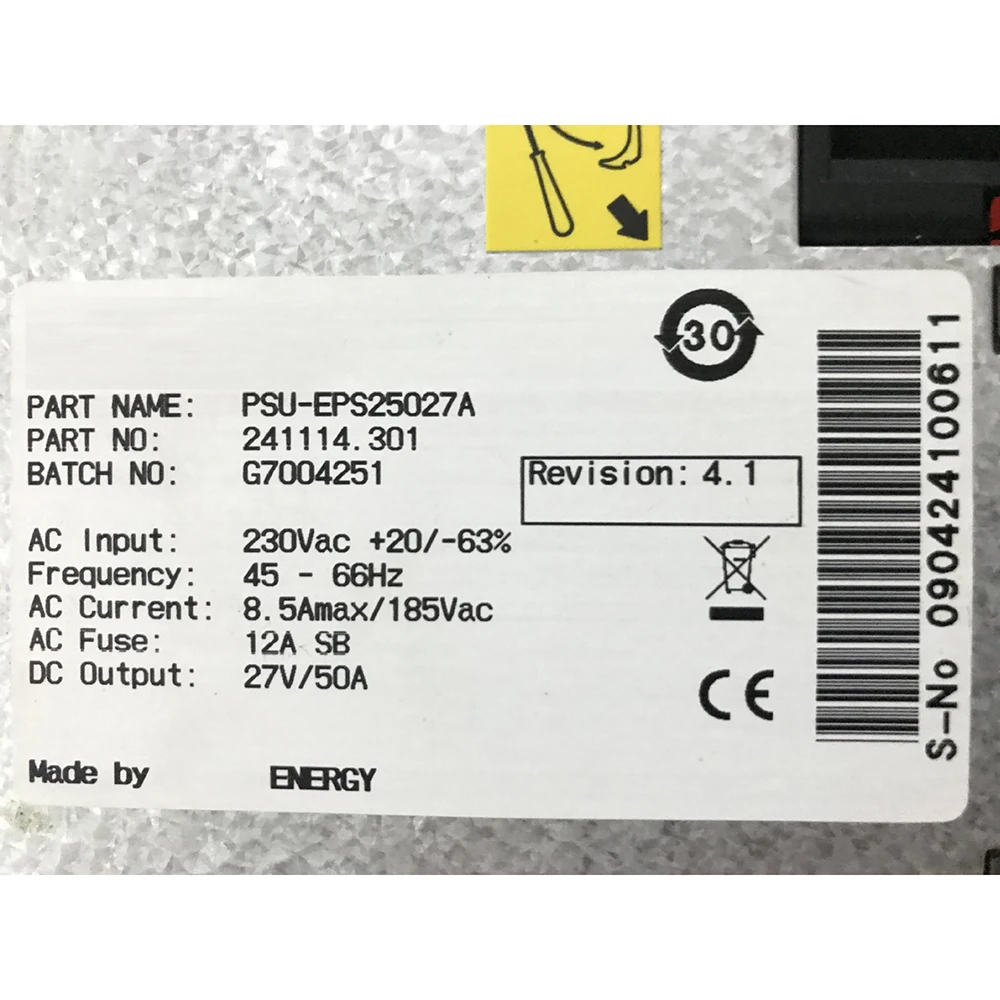 30
PART NAME: PSU-EPS25027A
PART NO: 241114.301
BATCH NO: G7004251
Revision: 4.1
AC Input: 230Vac +20/-63%
Frequency: 45 - 66Hz
AC Current: 8.5Amax/185Vac
AC Fuse: 12A SB
DC Output: 27V/50A
CE
Made by ENERGY
S-No 090424100611